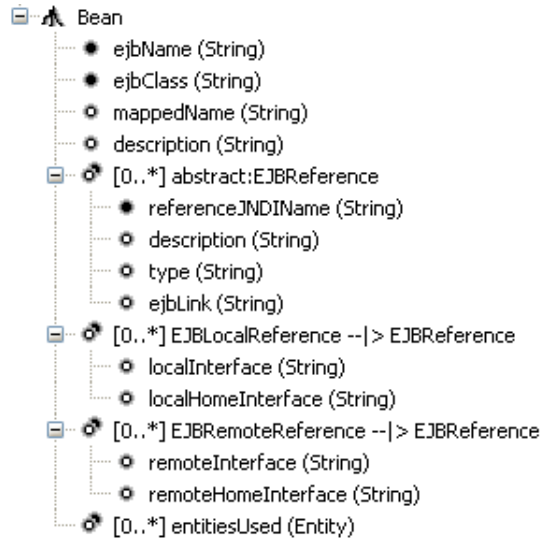 Bean
ejbName (String)
ejbClass (String)
mappedName (String)
description (String)
[0..*] abstract:EJBReference
referenceJNDIName (String)
description (String)
type (String)
ejbLink (String)
[0..*] EJBLocalReference --|> EJBReference
localInterface (String)
localHomeInterface (String)
[0..*] EJBRemoteReference --|> EJBReference
remoteInterface (String)
remoteHomeInterface (String)
[0..*] entitiesUsed (Entity)